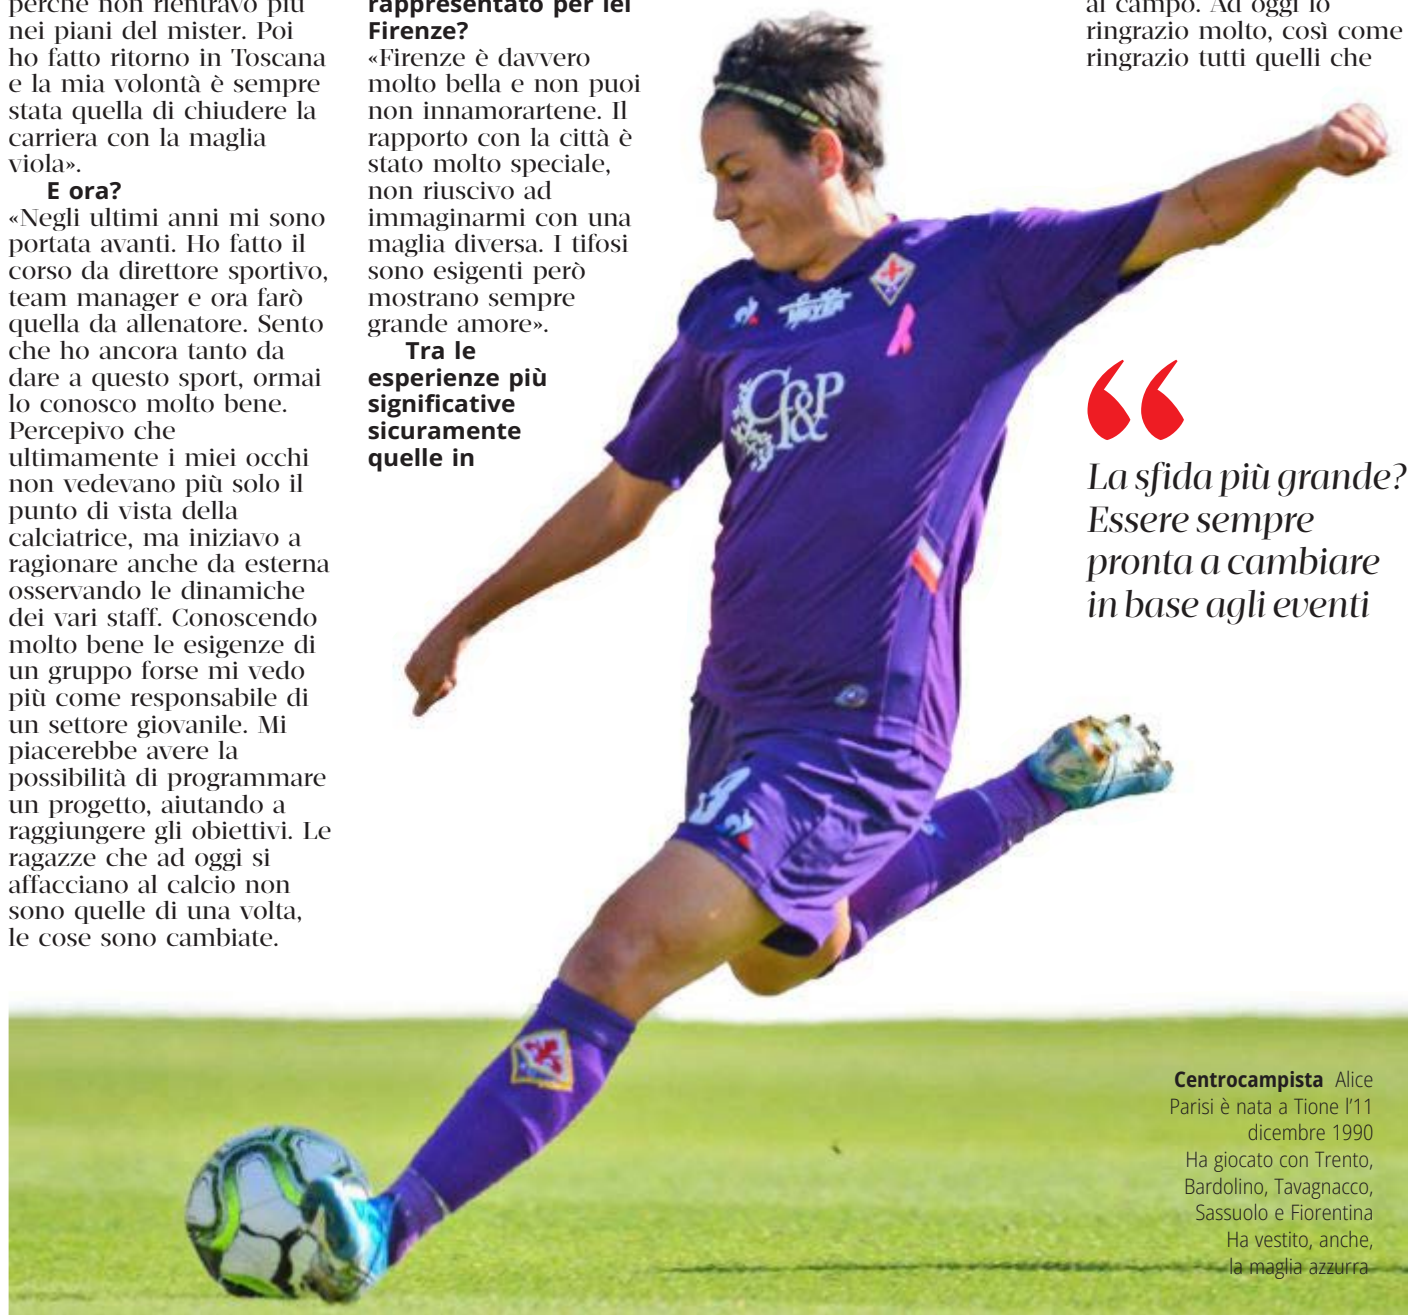 perché non rientravo più
nei piani del mister. Poi
ho fatto ritorno in Toscana
e la mia volontà è sempre
stata quella di chiudere la
carriera con la maglia
viola».
E ora?
«Negli ultimi anni mi sono
portata avanti. Ho fatto il
corso da direttore sportivo,
team manager e ora farò
quella da allenatore. Sento
che ho ancora tanto da
dare a questo sport, ormai
lo conosco molto bene.
Percepivo che
ultimamente i miei occhi
non vedevano più solo il
punto di vista della
calciatrice, ma iniziavo a
ragionare anche da esterna
osservando le dinamiche
dei vari staff. Conoscendo
molto bene le esigenze di
un gruppo forse mi vedo
più come responsabile di
un settore giovanile. Mi
piacerebbe avere la
possibilità di programmare
un progetto, aiutando a
raggiungere gli obiettivi. Le
ragazze che ad oggi si
affacciano al calcio non
sono quelle di una volta,
le cose sono cambiate.
rappresentato per lei
Firenze?
«Firenze è davvero
molto bella e non puoi
non innamorartene. Il
rapporto con la città è
stato molto speciale,
non riuscivo ad
immaginarmi con una
maglia diversa. I tifosi
sono esigenti però
mostrano sempre
grande amore».
Tra le
esperienze più
significative
sicuramente
quelle in
al campo. Ad oggi lo
ringrazio molto, così come
ringrazio tutti quelli che
MEYER
CF&P
“
La sfida più grande?
Essere sempre
pronta a cambiare
in base agli eventi
Centrocampista Alice
Parisi è nata a Tione l’11
dicembre 1990
Ha giocato con Trento,
Bardolino, Tavagnacco,
Sassuolo e Fiorentina
Ha vestito, anche,
la maglia azzurra